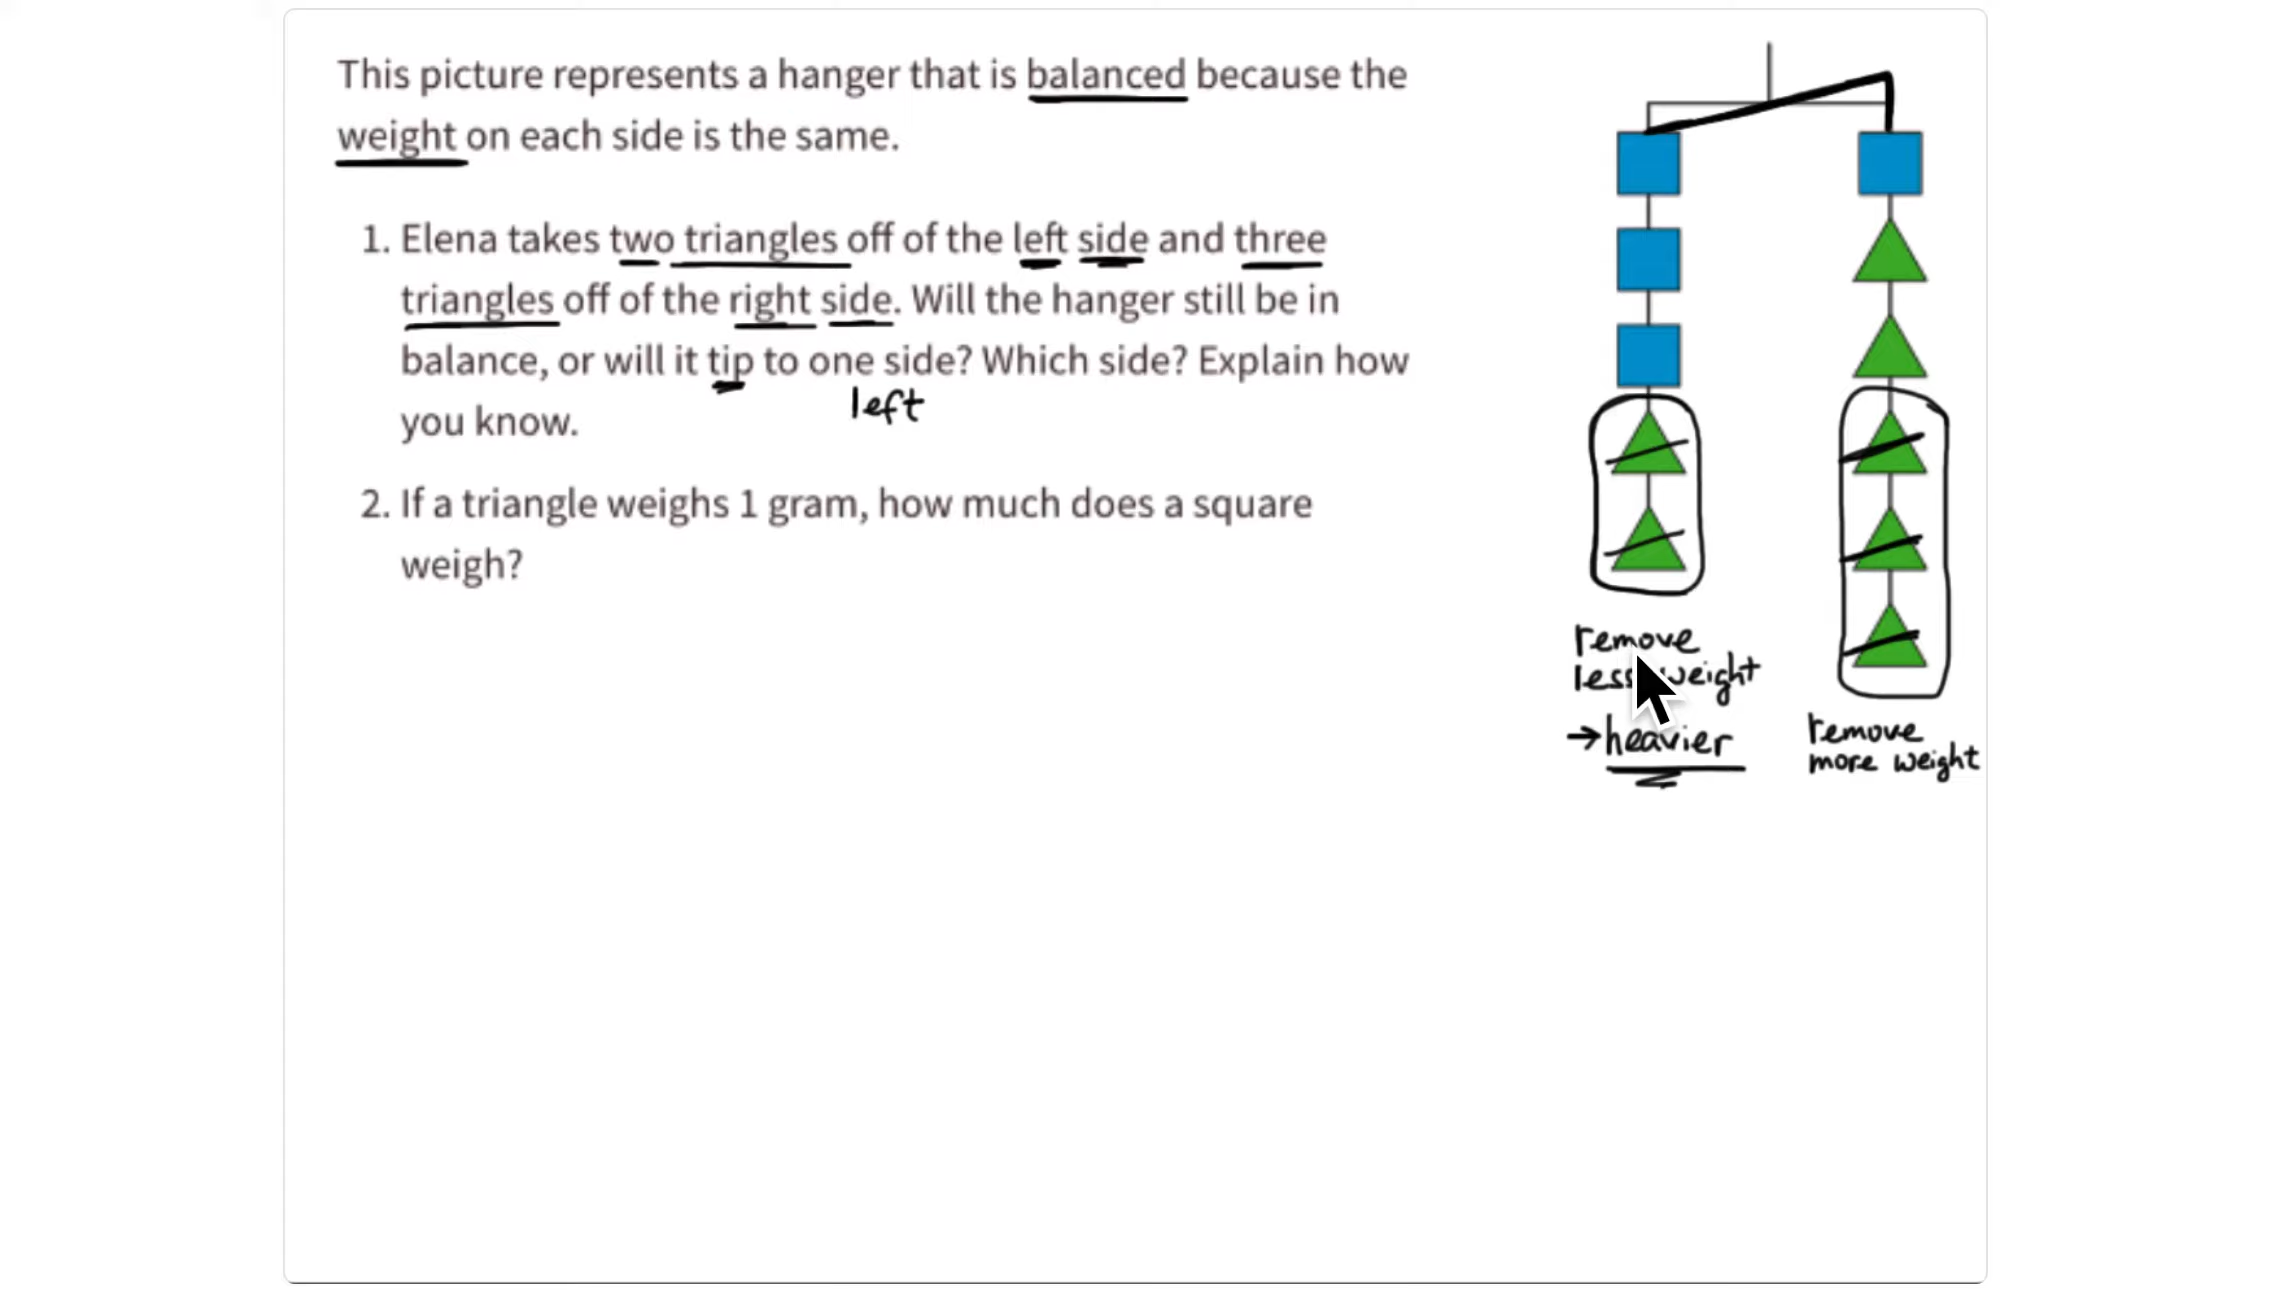 This picture represents a hanger that is balanced because the
weight on each side is the same.
1. Elena takes two triangles off of the left side and three
triangles off of the right side. Will the hanger still be in
balance, or will it tip to one side? Which side? Explain how
left
you know.
2. If a triangle weighs 1 gram, how much does a square
weigh?
remove
less weight
→ heavier
remove
more weight